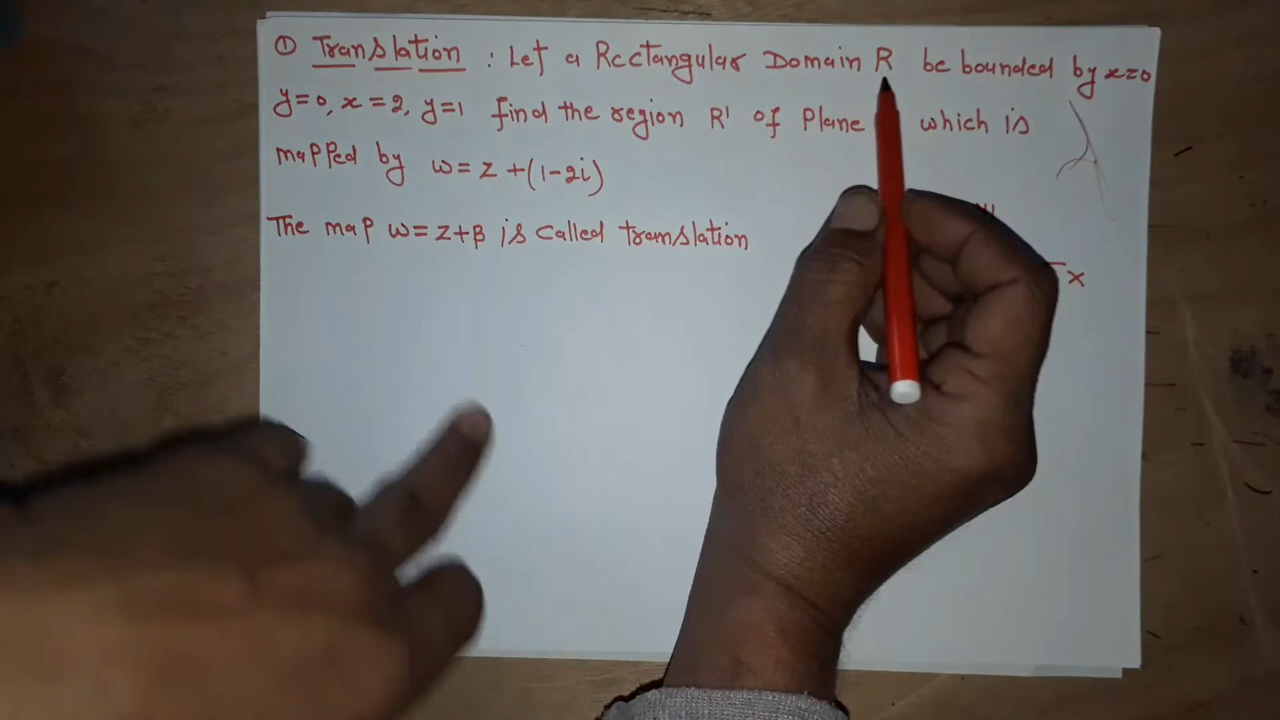 ① Translation : Let a Rectangular Domain R be bounded by x=0
y=0, x=2, y=1 find the region R' of Plane which is
mapped by w=z+(1-2i)
The map w=z+β is called translation
x